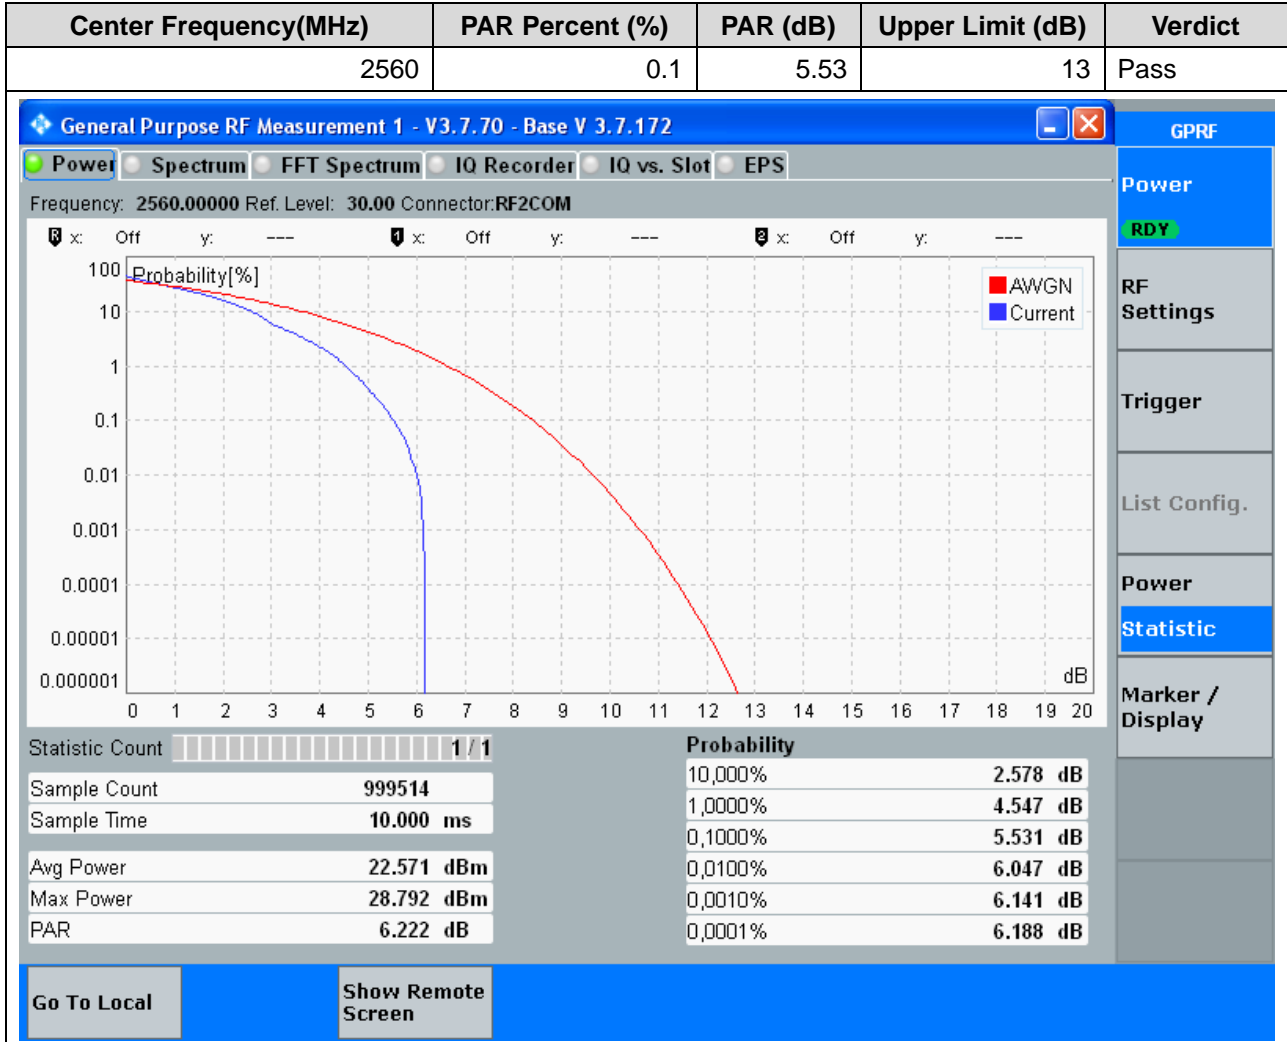 Center Frequency(MHz) PAR Percent (%) PAR (dB) Upper Limit (dB) Verdict
2560 0.1 5.53 13 Pass
General Purpose RF Measurement 1 - V3.7.70 - Base V 3.7.172
GPRF
Power Spectrum FFT Spectrum IQ Recorder IQ vs. Slot EPS
Frequency: 2560.00000 Ref. Level: 30.00 Connector:RF2COM
R x: Off y: --- 1 x: Off y: --- 2 x: Off y: ---
Probability[%]
AWGN
Current
100
10
1
0.1
0.01
0.001
0.0001
0.00001
0.000001
dB
0 1 2 3 4 5 6 7 8 9 10 11 12 13 14 15 16 17 18 19 20
Statistic Count 1 / 1
Sample Count 999514
Sample Time 10.000 ms
Avg Power 22.571 dBm
Max Power 28.792 dBm
PAR 6.222 dB
Probability
10,000% 2.578 dB
1,0000% 4.547 dB
0,1000% 5.531 dB
0,0100% 6.047 dB
0,0010% 6.141 dB
0,0001% 6.188 dB
Power
RDY
RF
Settings
Trigger
List Config.
Power
Statistic
Marker /
Display
Go To Local
Show Remote
Screen